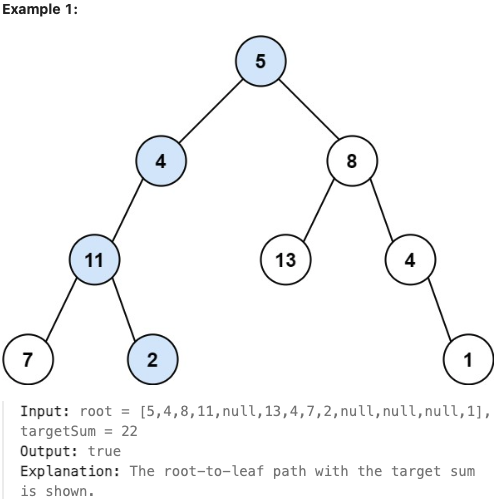 Example 1:
5
4
8
11
13
4
7
2
1
Input: root = [5,4,8,11,null,13,4,7,2,null,null,null,1],
targetSum = 22
Output: true
Explanation: The root-to-leaf path with the target sum
is shown.